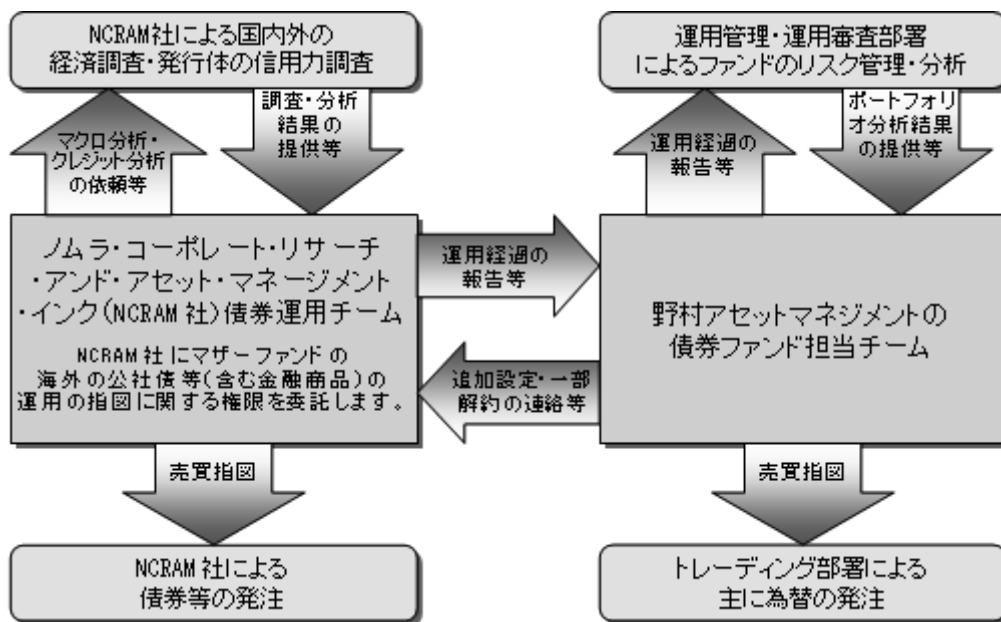 NCRAM社による国内外の
経済調査・発行体の信用力調査
運用管理・運用審査部署
によるファンドのリスク管理・分析
マクロ分析・
クレジット分析
の依頼等
調査・分析
結果の
提供等
運用経過の
報告等
ポートフォリ
オ分析結果
の提供等
ノムラ・コーポレート・リサーチ
・アンド・アセット・マネージメント
・インク(NCRAM社)債券運用チーム
NCRAM社にマザーファンドの
海外の公社債等(含む金融商品)の
運用の指図に関する権限を委託します。
運用経過の
報告等
追加設定・一部
解約の連絡等
野村アセットマネジメントの
債券ファンド担当チーム
売買指図
売買指図
NCRAM社による
債券等の発注
トレーディング部署による
主に為替の発注